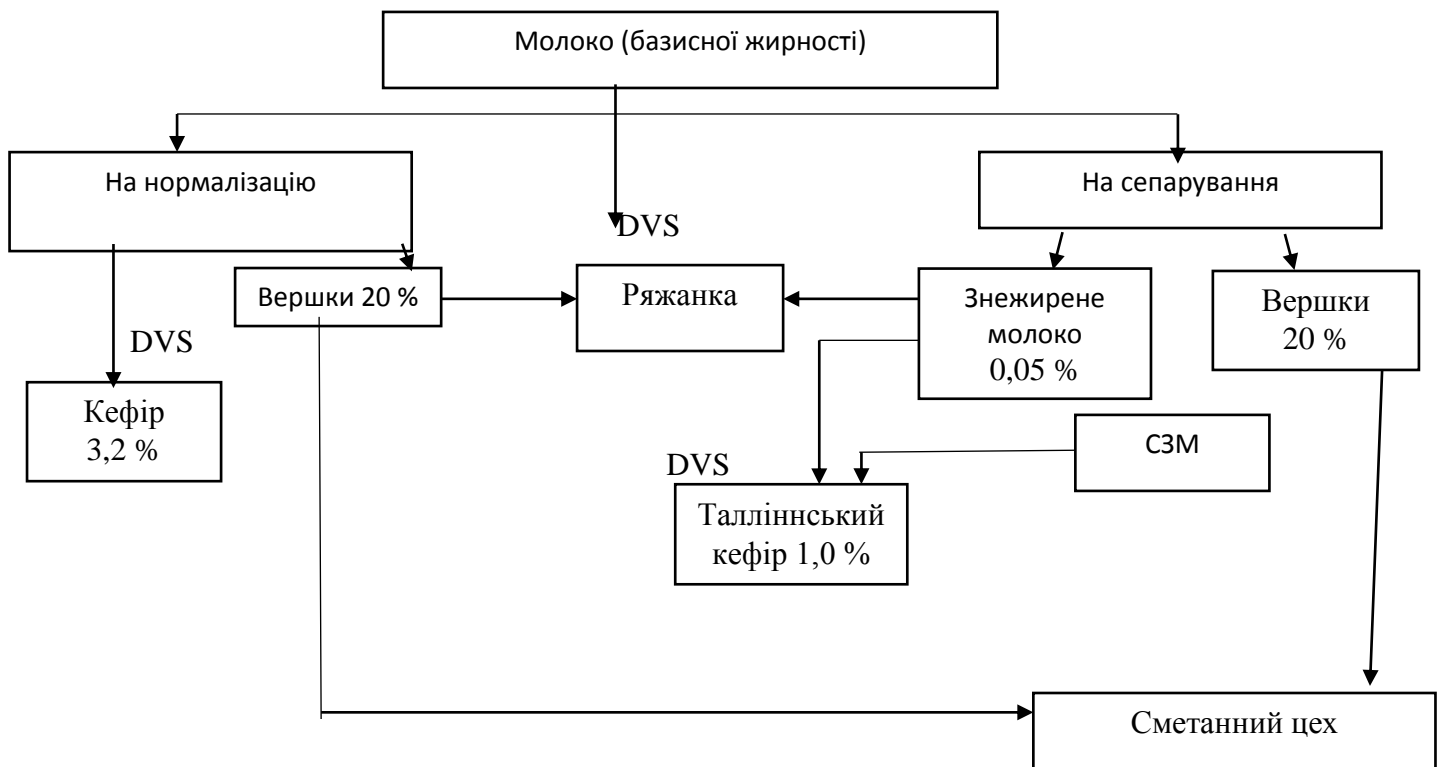 Молоко (базисної жирності)
На нормалізацію
На сепарування
DVS
Вершки 20 %
Ряжанка
Знежирене
молоко
0,05 %
Вершки
20 %
DVS
Кефір
3,2 %
СЗМ
DVS
Талліннський
кефір 1,0 %
Сметанний цех